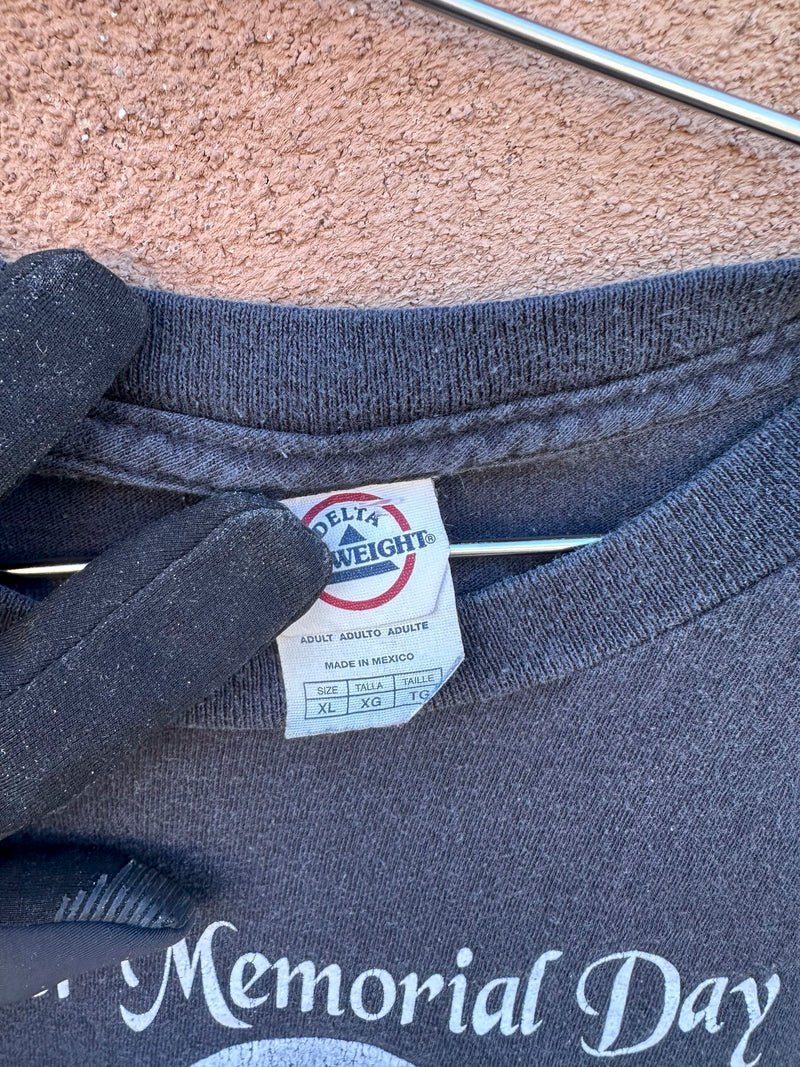 DELTA
WEIGHT®
ADULT ADULTO ADULTE
MADE IN MEXICO
SIZE TALLA TAILLE
XL XG TG
Memorial Day